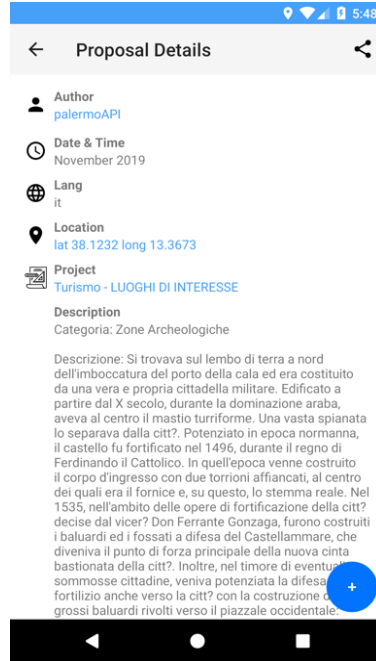 5:48
Proposal Details
Author
palermoAPI
Date & Time
November 2019
Lang
it
Location
lat 38.1232 long 13.3673
Project
Turismo - LUOGHI DI INTERESSE
Description
Categoria: Zone Archeologiche
Descrizione: Si trovava sul lembo di terra a nord
dell'imboccatura del porto della cala ed era costituito
da una vera e propria cittadella militare. Edificato a
partire dal X secolo, durante la dominazione araba,
aveva al centro il mastio turriforme. Una vasta spianata
lo separava dalla citt?. Potenziato in epoca normanna,
il castello fu fortificato nel 1496, durante il regno di
Ferdinando il Cattolico. In quell'epoca venne costruito
il corpo d'ingresso con due torrioni affiancati, al centro
dei quali era il fornice e, su questo, lo stemma reale. Nel
1535, nell'ambito delle opere di fortificazione della citt?
decise dal vicer? Don Ferrante Gonzaga, furono costruiti
i baluardi ed i fossati a difesa del Castellammare, che
diveniva il punto di forza principale della nuova cinta
bastionata della citt?. Inoltre, nel timore di eventuali
sommosse cittadine, veniva potenziata la difesa
fortilizio anche verso la citt? con la costruzione
grossi baluardi rivolti verso il piazzale occidentale.